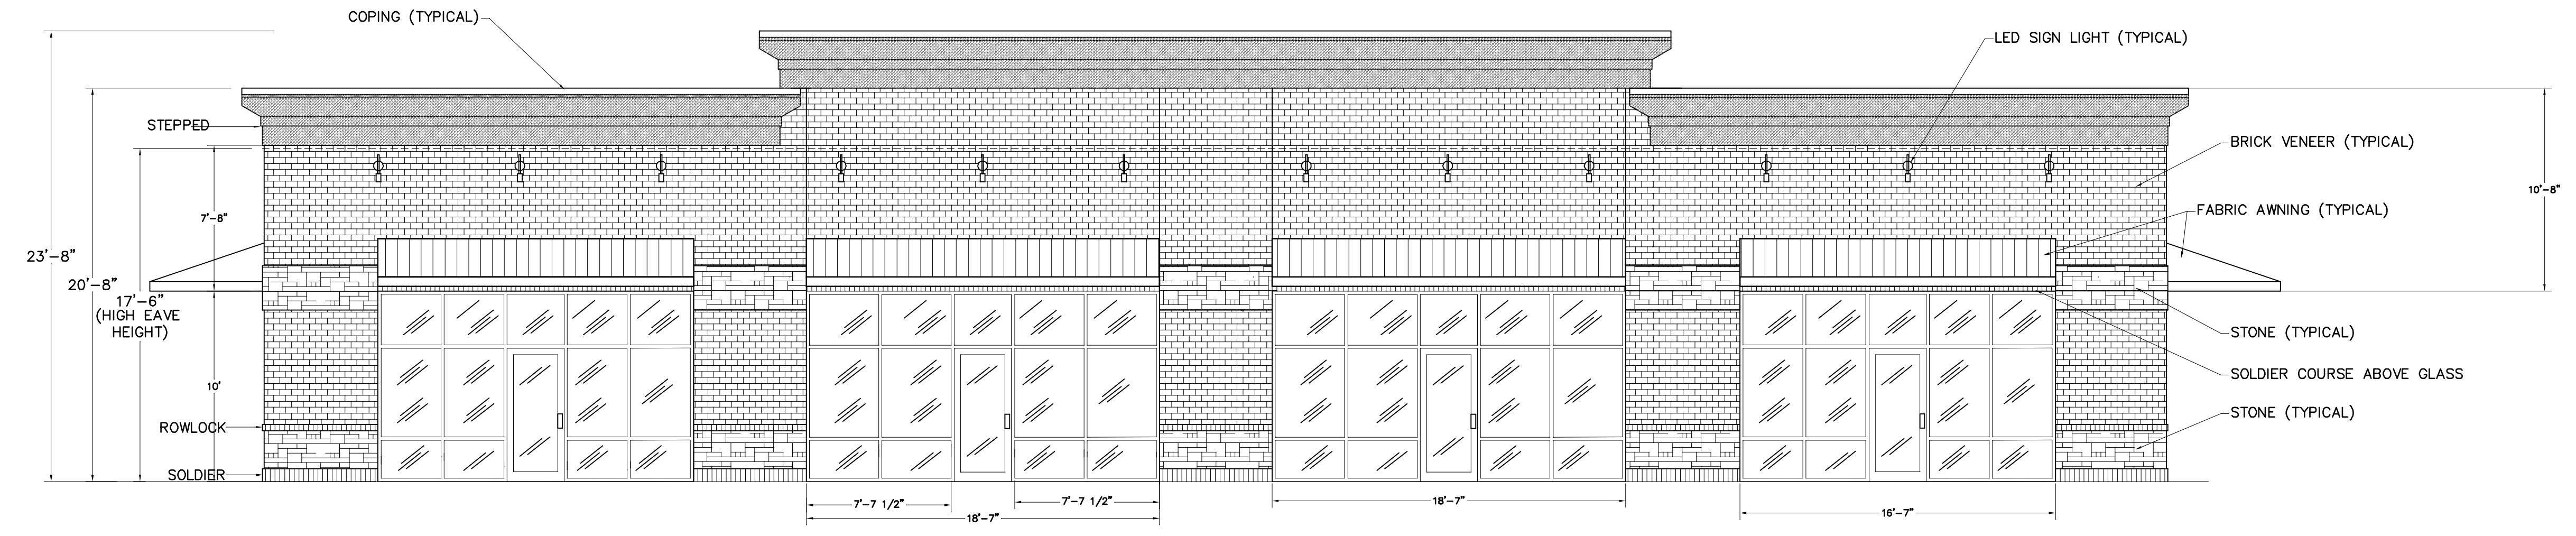 COPING (TYPICAL)
LED SIGN LIGHT (TYPICAL)
STEPPED
BRICK VENEER (TYPICAL)
10'-8"
FABRIC AWNING (TYPICAL)
7'-8"
23'-8"
20'-8"
17'-6"
(HIGH EAVE
HEIGHT)
STONE (TYPICAL)
SOLDIER COURSE ABOVE GLASS
10'
STONE (TYPICAL)
ROWLOCK
SOLDIER
7'-7 1/2"
7'-7 1/2"
18'-7"
18'-7"
16'-7"